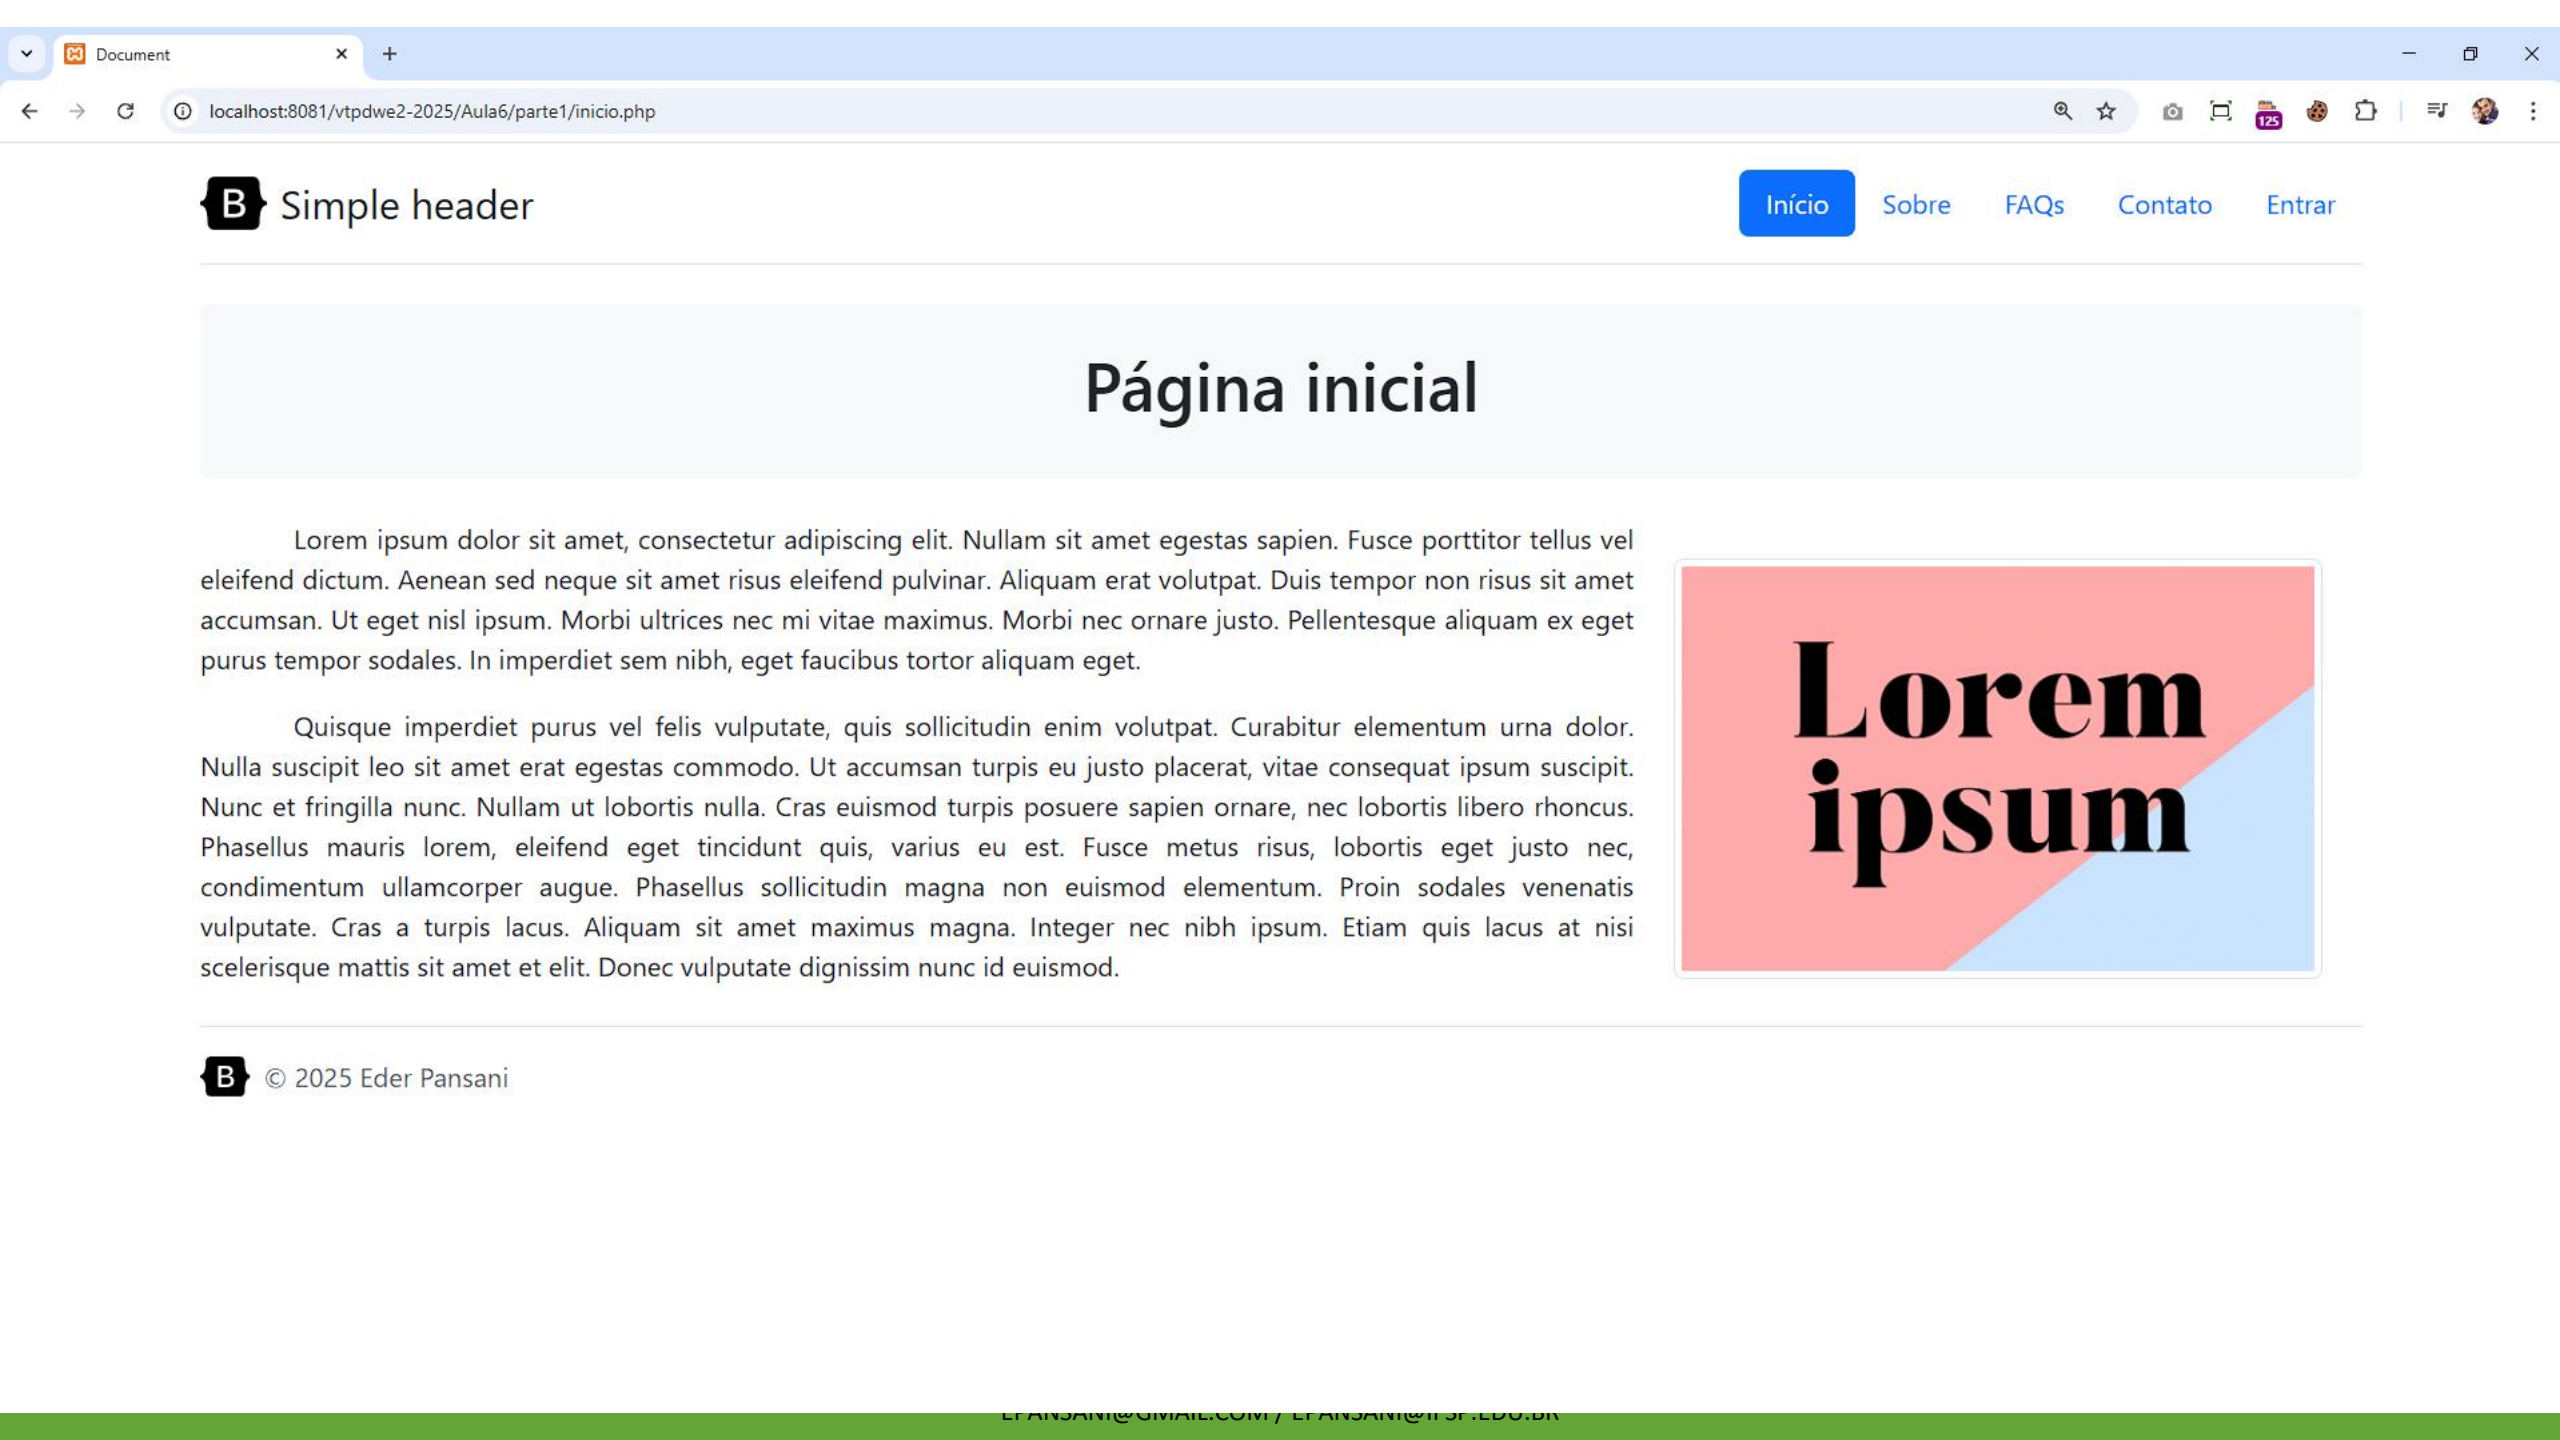 Document
localhost:8081/vtpdwe2-2025/Aula6/parte1/inicio.php
125
B Simple header
Início Sobre FAQs Contato Entrar
Página inicial
Lorem ipsum dolor sit amet, consectetur adipiscing elit. Nullam sit amet egestas sapien. Fusce porttitor tellus vel
eleifend dictum. Aenean sed neque sit amet risus eleifend pulvinar. Aliquam erat volutpat. Duis tempor non risus sit amet
accumsan. Ut eget nisl ipsum. Morbi ultrices nec mi vitae maximus. Morbi nec ornare justo. Pellentesque aliquam ex eget
purus tempor sodales. In imperdiet sem nibh, eget faucibus tortor aliquam eget.
Quisque imperdiet purus vel felis vulputate, quis sollicitudin enim volutpat. Curabitur elementum urna dolor.
Nulla suscipit leo sit amet erat egestas commodo. Ut accumsan turpis eu justo placerat, vitae consequat ipsum suscipit.
Nunc et fringilla nunc. Nullam ut lobortis nulla. Cras euismod turpis posuere sapien ornare, nec lobortis libero rhoncus.
Phasellus mauris lorem, eleifend eget tincidunt quis, varius eu est. Fusce metus risus, lobortis eget justo nec,
condimentum ullamcorper augue. Phasellus sollicitudin magna non euismod elementum. Proin sodales venenatis
vulputate. Cras a turpis lacus. Aliquam sit amet maximus magna. Integer nec nibh ipsum. Etiam quis lacus at nisi
scelerisque mattis sit amet et elit. Donec vulputate dignissim nunc id euismod.
Lorem
ipsum
B © 2025 Eder Pansani
EPANSANI@GMAIL.COM / EPANSANI@IFSP.EDU.BR